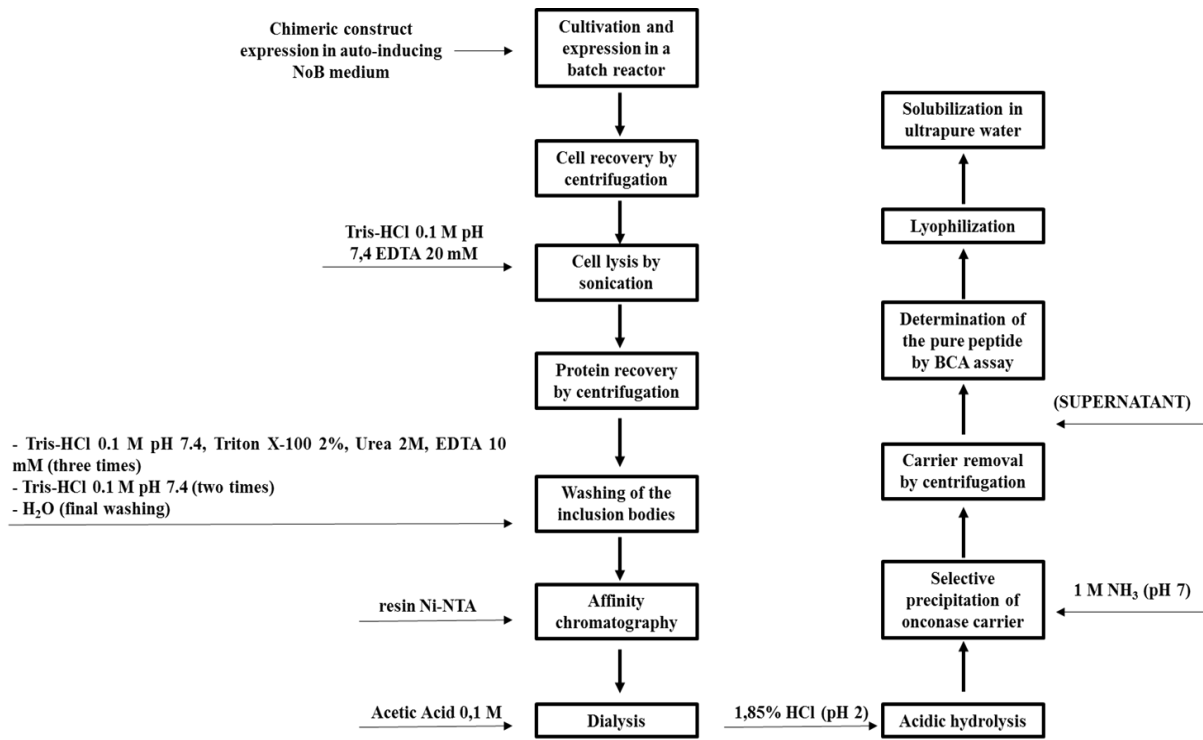 Chimeric construct
expression in auto-inducing
NoB medium
Cultivation and
expression in a
batch reactor
Cell recovery by
centrifugation
Tris-HCl 0.1 M pH
7,4 EDTA 20 mM
Cell lysis by
sonication
Protein recovery
by centrifugation
- Tris-HCl 0.1 M pH 7.4, Triton X-100 2%, Urea 2M, EDTA 10
mM (three times)
- Tris-HCl 0.1 M pH 7.4 (two times)
- H₂O (final washing)
Washing of the
inclusion bodies
resin Ni-NTA
Affinity
chromatography
Acetic Acid 0,1 M
Dialysis
1,85% HCl (pH 2)
Acidic hydrolysis
1 M NH₃ (pH 7)
Selective
precipitation of
onconase carrier
Carrier removal
by centrifugation
(SUPERNATANT)
Determination of
the pure peptide
by BCA assay
Lyophilization
Solubilization in
ultrapure water